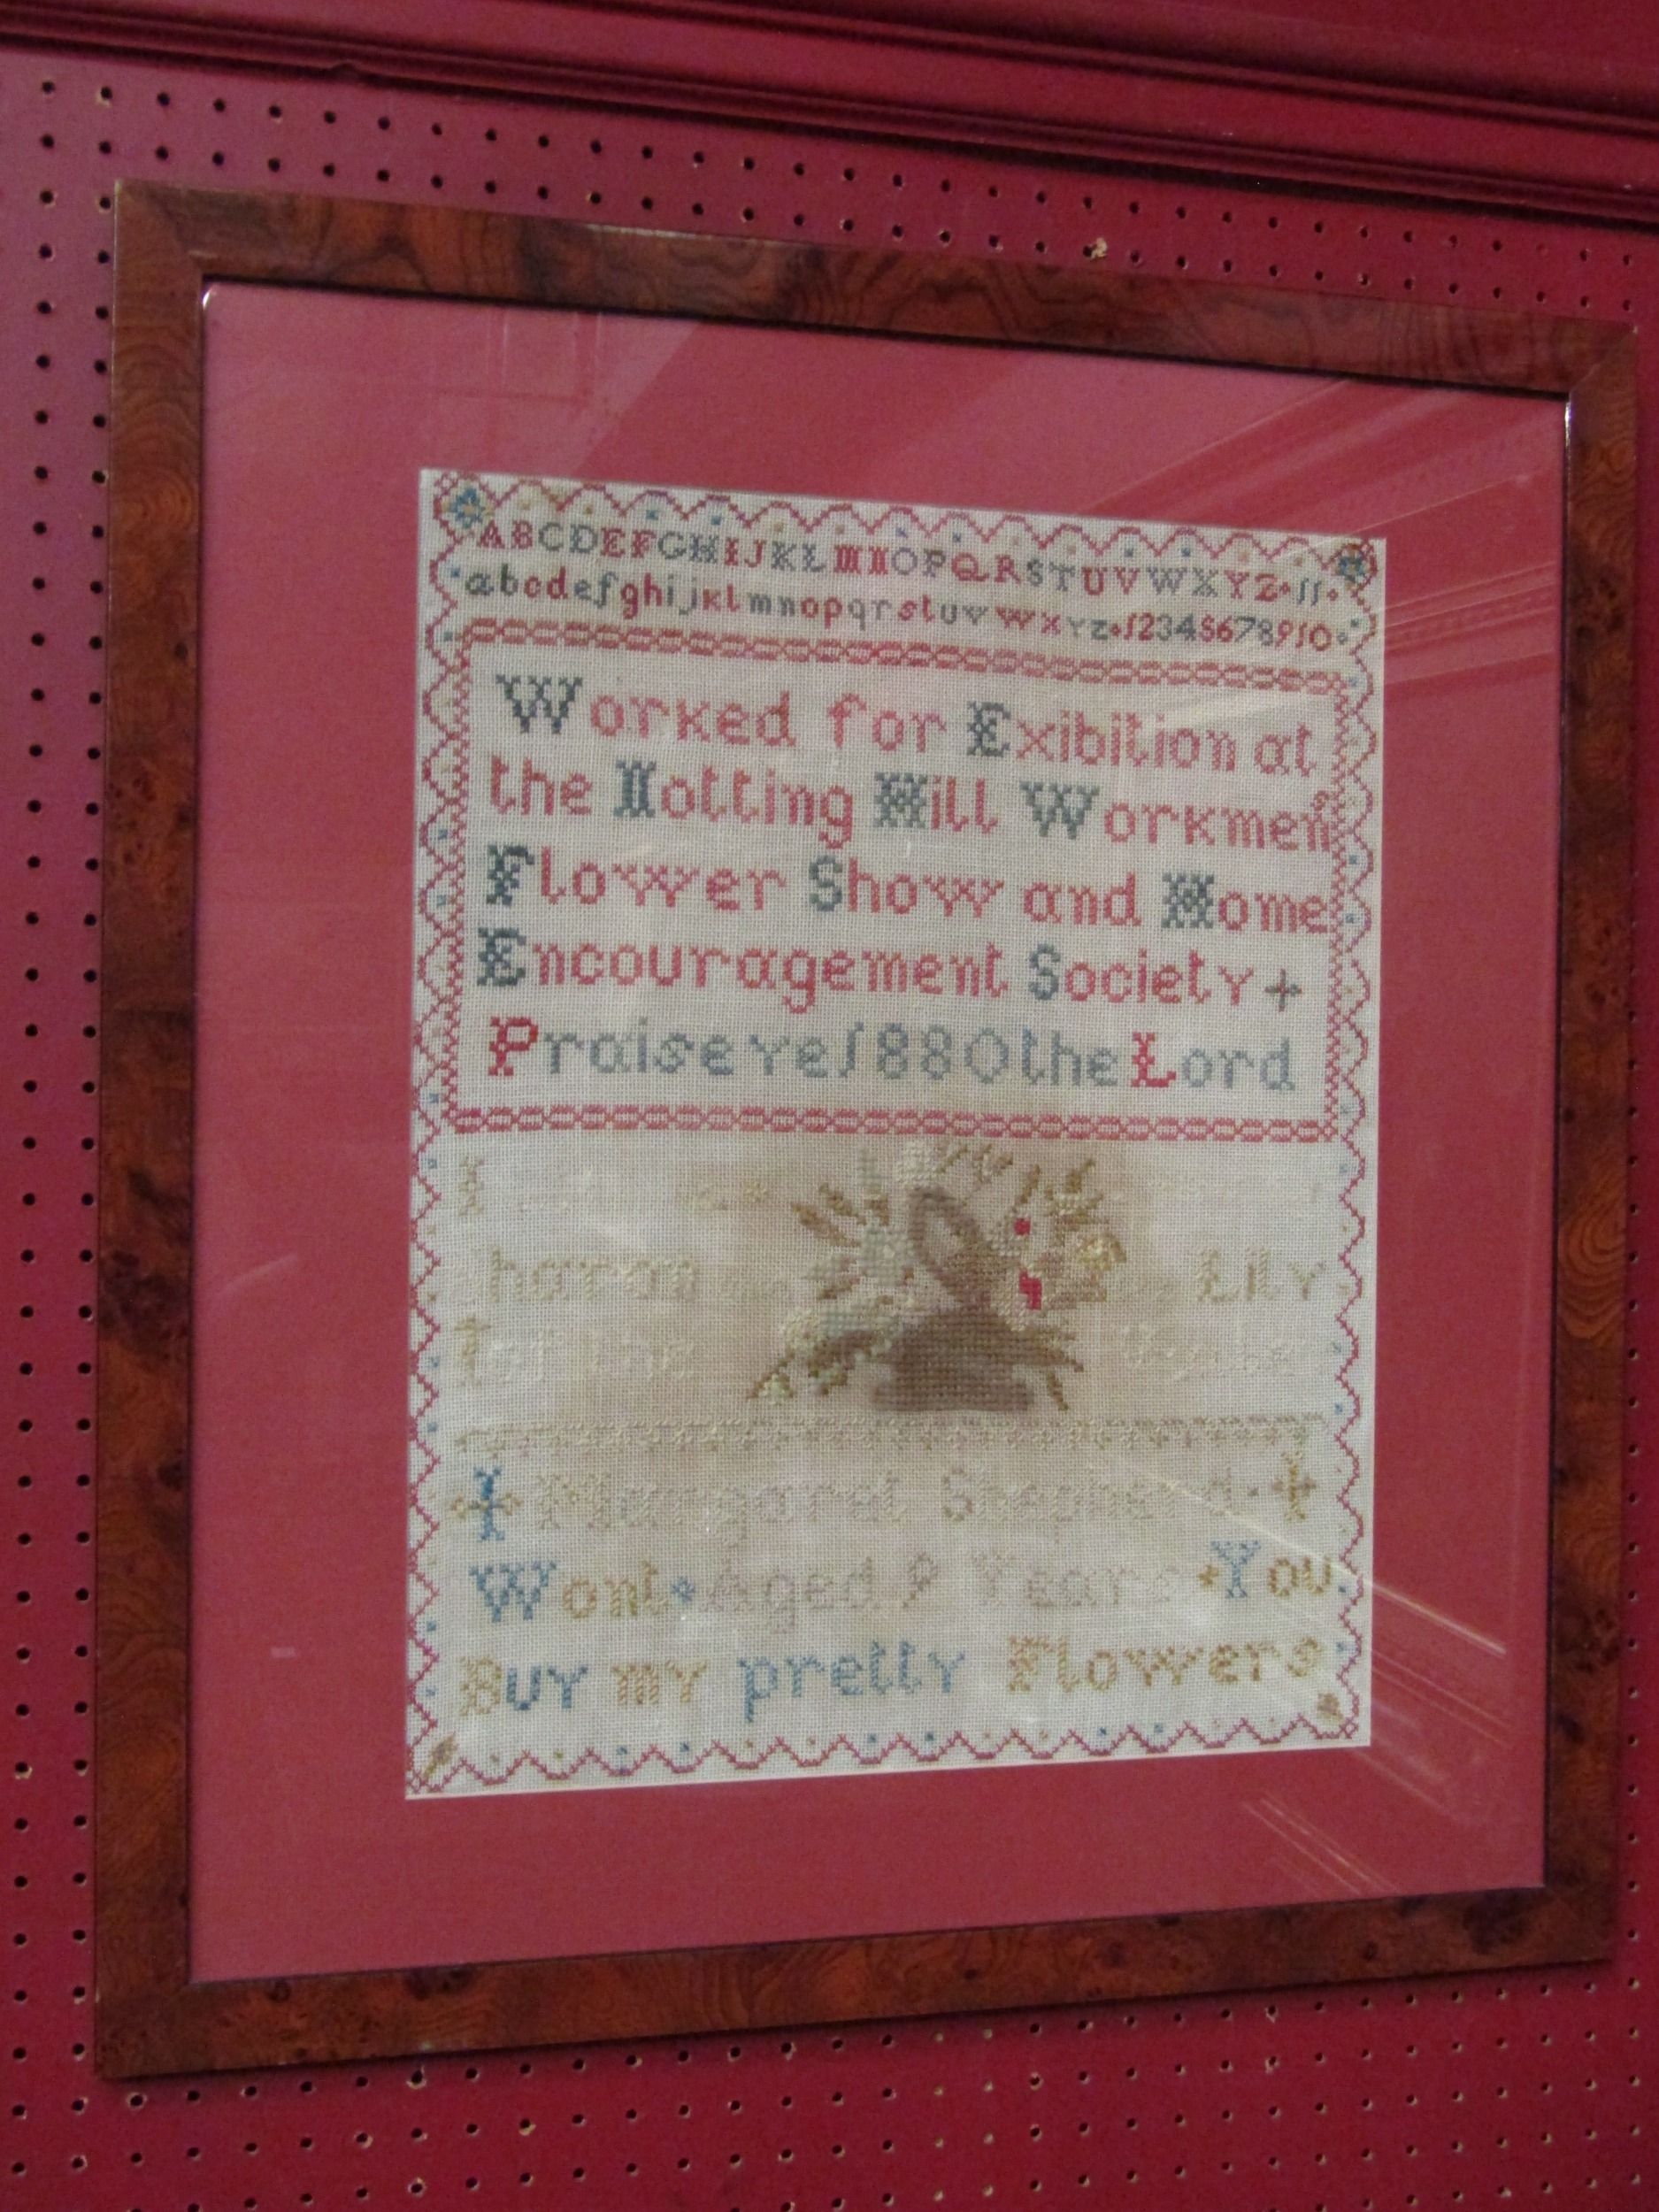 ABCDEFGHIJKLMNOPQRSTUVWXYZ
abcdefghijklmnopqrstuvwxyz 12345678910
Worked for Exibition at
the Notting Hill Workmen
Flower Show and Home
Encouragement Society +
Praise Ye 1880 the Lord
I
Lily
the
Margaret Shepherd
Wont Aged 9 Years You
Buy my pretty Flowers